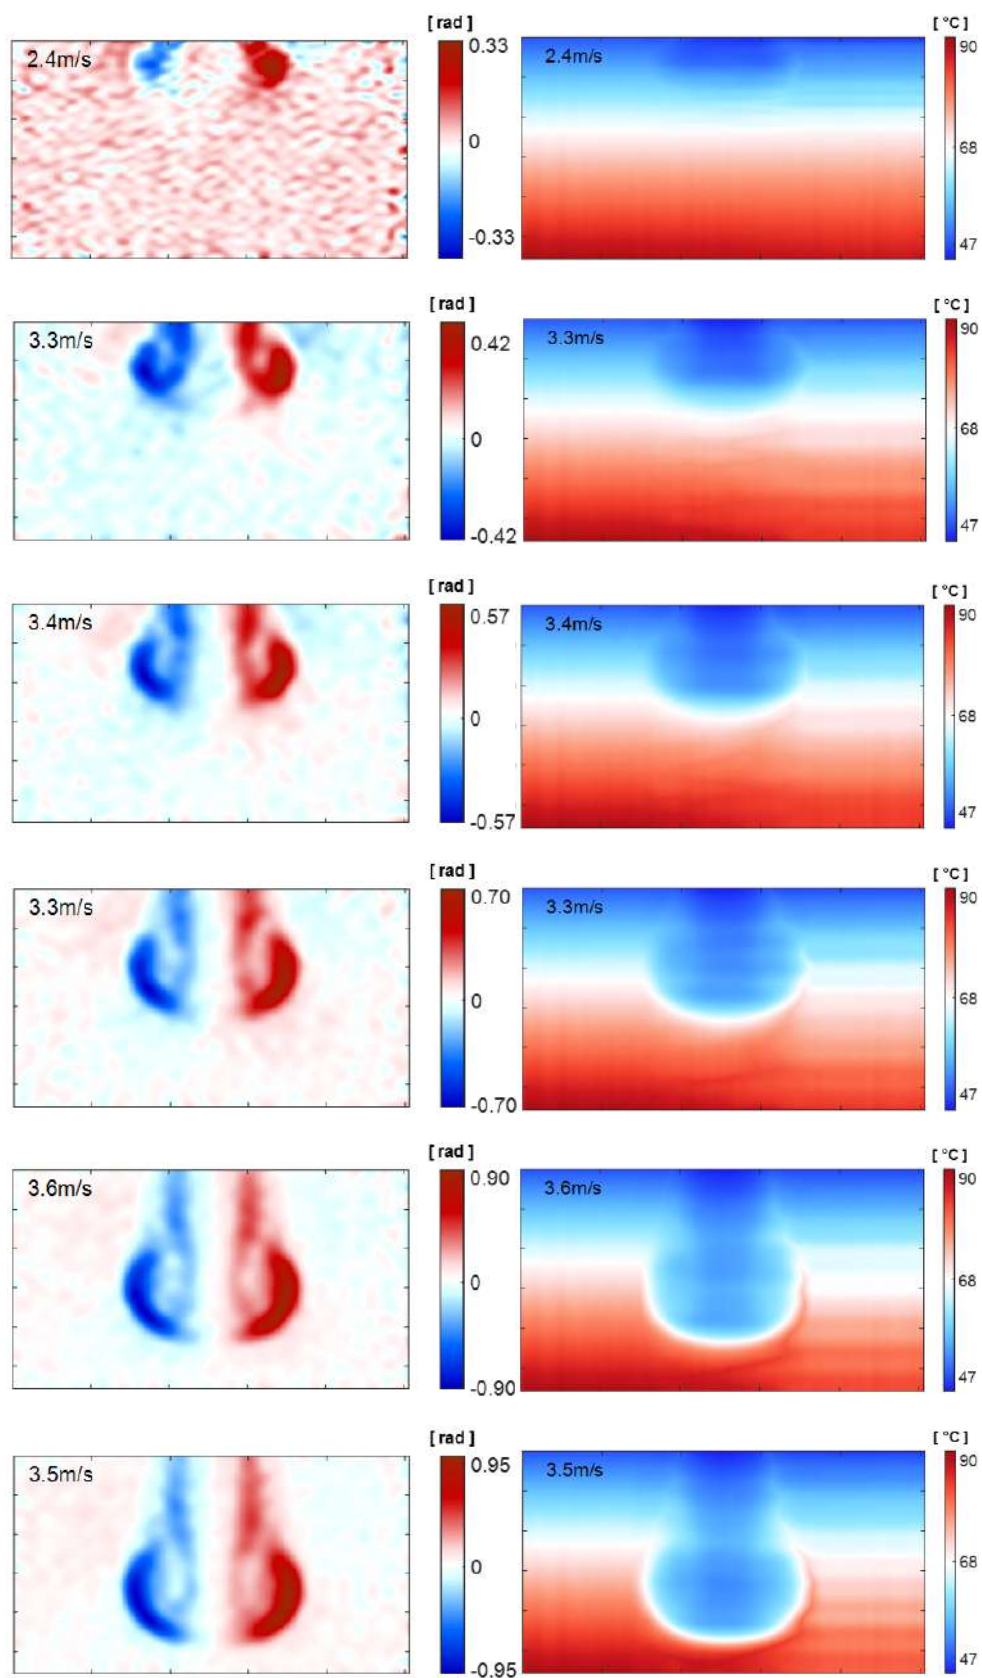 [ rad ]
[ °C ]
2.4m/s
0.33
0
-0.33
2.4m/s
90
68
47
[ rad ]
[ °C ]
3.3m/s
0.42
0
-0.42
3.3m/s
90
68
47
[ rad ]
[ °C ]
3.4m/s
0.57
0
-0.57
3.4m/s
90
68
47
[ rad ]
[ °C ]
3.3m/s
0.70
0
-0.70
3.3m/s
90
68
47
[ rad ]
[ °C ]
3.6m/s
0.90
0
-0.90
3.6m/s
90
68
47
[ rad ]
[ °C ]
3.5m/s
0.95
0
-0.95
3.5m/s
90
68
47